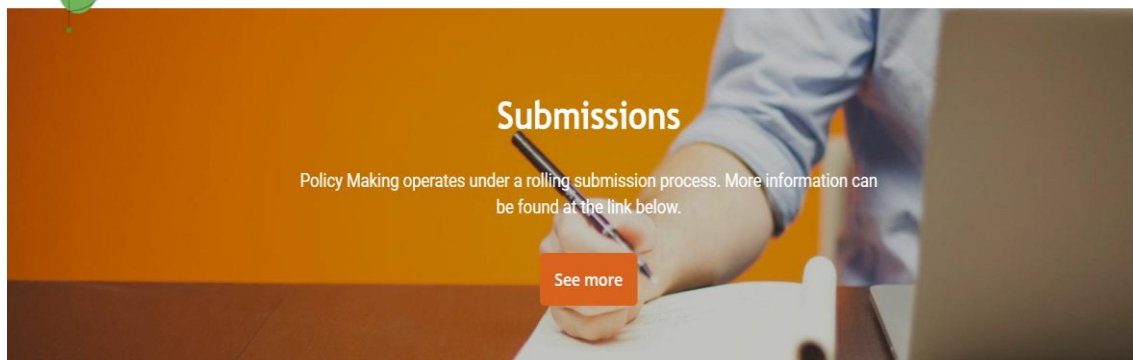 Submissions
Policy Making operates under a rolling submission process. More information can
be found at the link below.
See more